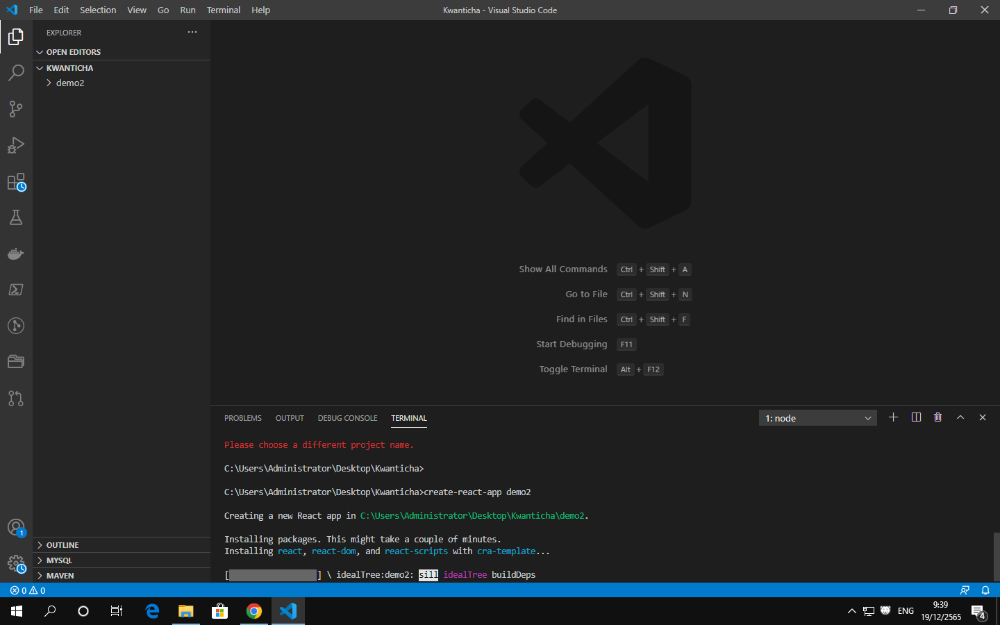 File Edit Selection View Go Run Terminal Help
Kwanticha - Visual Studio Code
EXPLORER
OPEN EDITORS
KWANTICHA
demo2
Show All Commands Ctrl + Shift + A
Go to File Ctrl + Shift + N
Find in Files Ctrl + Shift + F
Start Debugging F11
Toggle Terminal Alt + F12
PROBLEMS OUTPUT DEBUG CONSOLE TERMINAL
1: node
Please choose a different project name.
C:\Users\Administrator\Desktop\Kwanticha>
C:\Users\Administrator\Desktop\Kwanticha>create-react-app demo2
Creating a new React app in C:\Users\Administrator\Desktop\Kwanticha\demo2.
Installing packages. This might take a couple of minutes.
Installing react, react-dom, and react-scripts with cra-template...
[                  ] \ idealTree:demo2: sill idealTree buildDeps
1
OUTLINE
MYSQL
MAVEN
0 0
ENG
9:39
19/12/2565
4